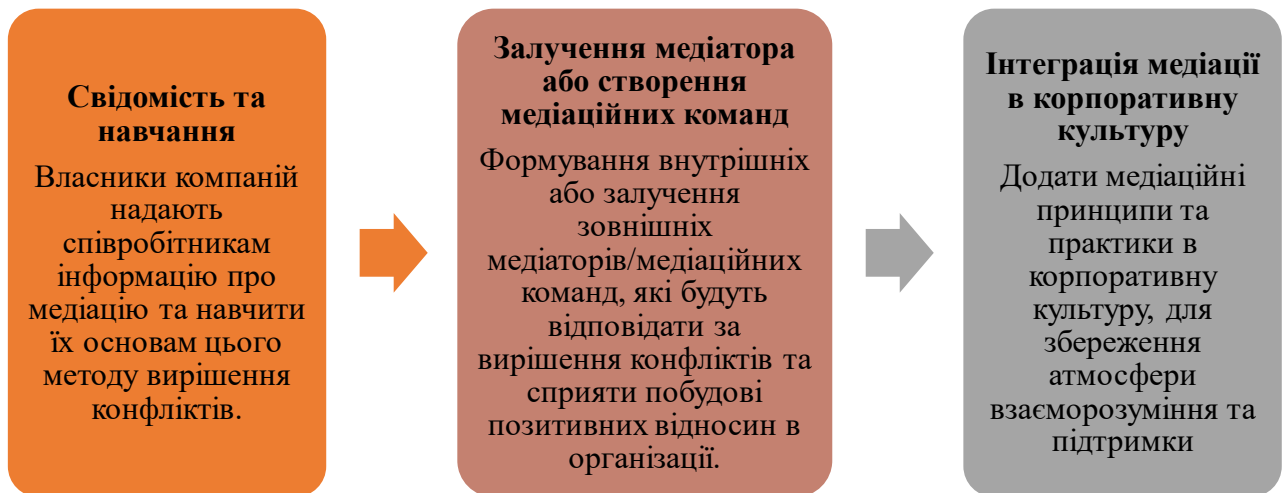 Свідомість та
навчання
Власники компаній
надають
співробітникам
інформацію про
медіацію та навчити
їх основам цього
методу вирішення
конфліктів.
Залучення медіатора
або створення
медіаційних команд
Формування внутрішніх
або залучення
зовнішніх
медіаторів/медіаційних
команд, які будуть
відповідати за
вирішення конфліктів та
сприяти побудові
позитивних відносин в
організації.
Інтеграція медіації
в корпоративну
культуру
Додати медіаційні
принципи та
практики в
корпоративну
культуру, для
збереження
атмосфери
взаєморозуміння та
підтримки